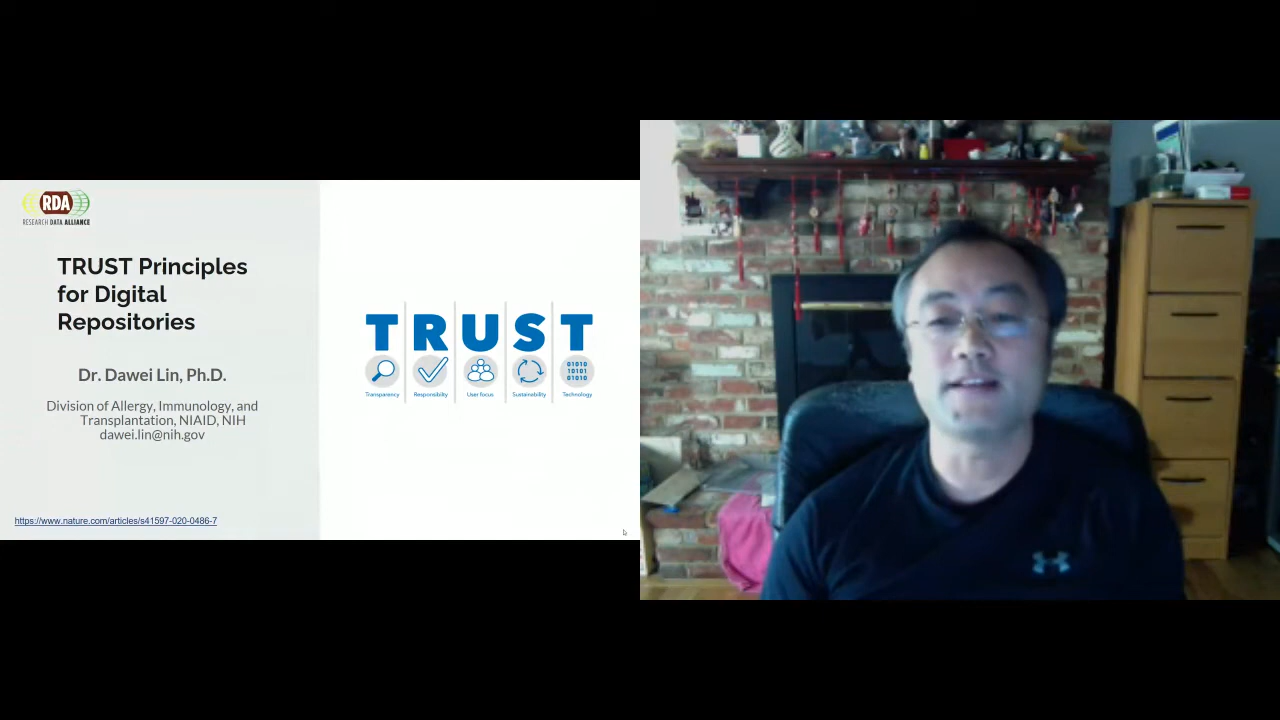 RDA
RESEARCH DATA ALLIANCE
TRUST Principles
for Digital
Repositories
Dr. Dawei Lin, Ph.D.
Division of Allergy, Immunology, and
Transplantation, NIAID, NIH
dawei.lin@nih.gov
https://www.nature.com/articles/s41597-020-0486-7
TRUST
01010
10101
01010
Transparency Responsibility User focus Sustainability Technology